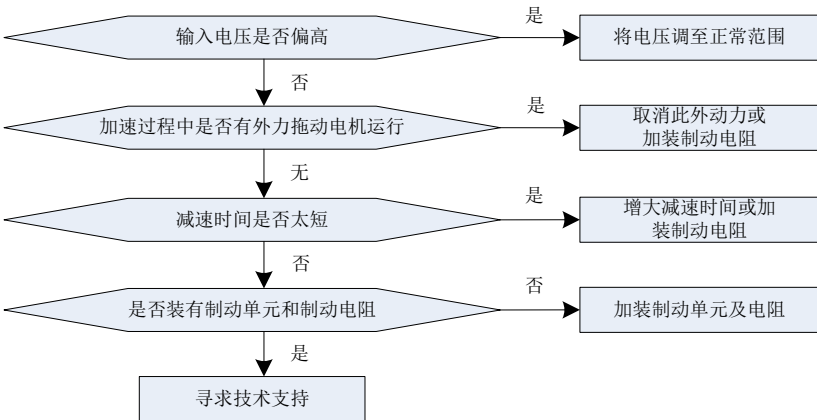 输入电压是否偏高
是
将电压调至正常范围
否
加速过程中是否有外力拖动电机运行
是
取消此外动力或
加装制动电阻
无
减速时间是否太短
是
增大减速时间或加
装制动电阻
否
是否装有制动单元和制动电阻
否
加装制动单元及电阻
是
寻求技术支持